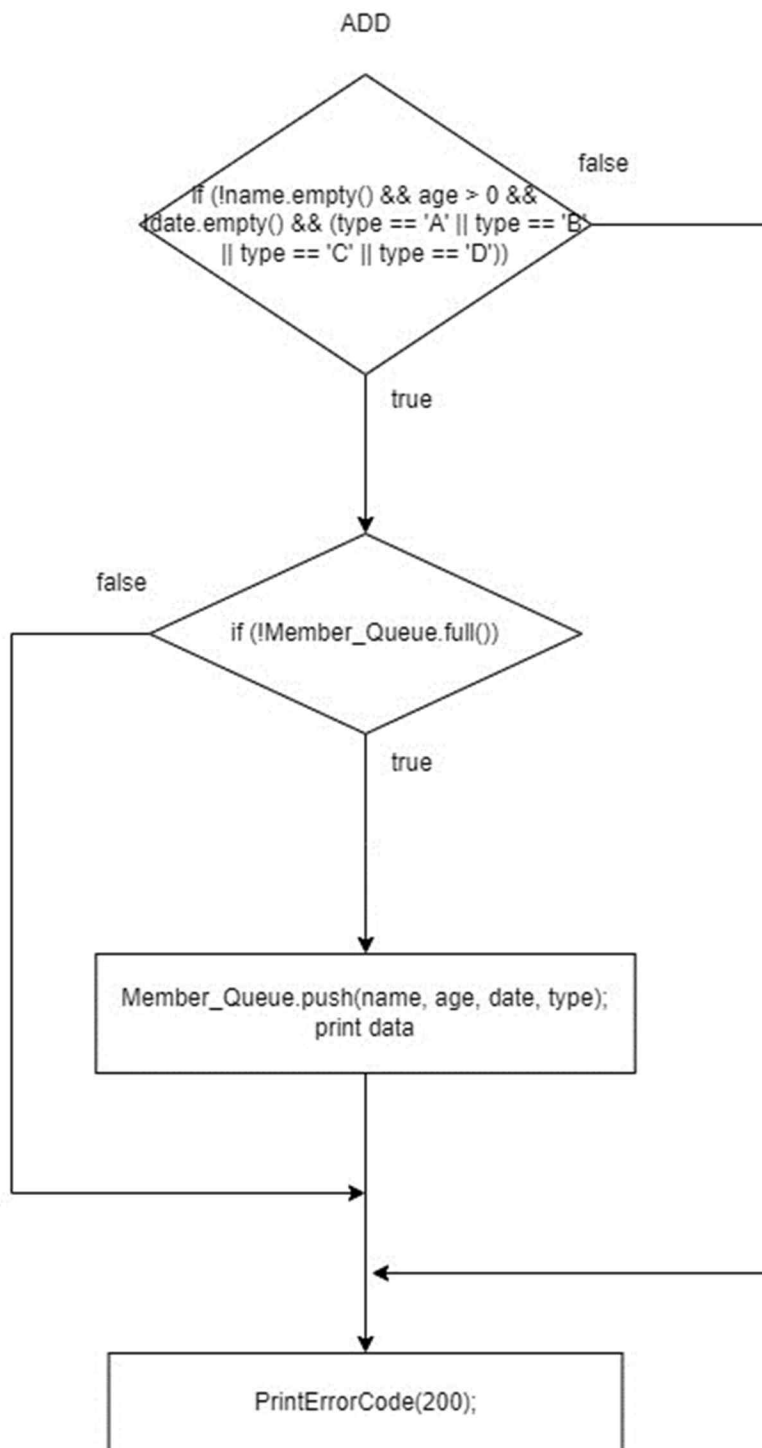 ADD
false
if (!name.empty() && age > 0 &&
!date.empty() && (type == 'A' || type == 'B'
|| type == 'C' || type == 'D'))
true
false
if (!Member_Queue.full())
true
Member_Queue.push(name, age, date, type);
print data
PrintErrorCode(200);